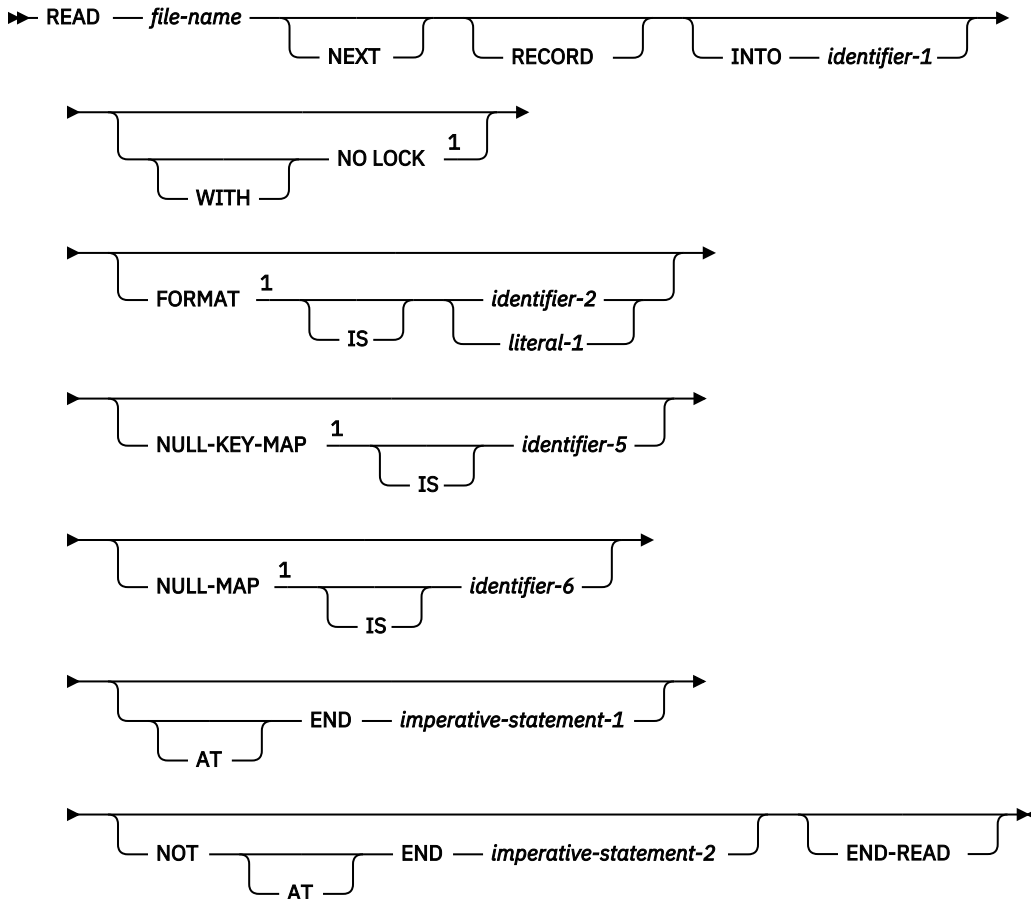 READ file-name
NEXT RECORD INTO identifier-1
1
NO LOCK
WITH
1
FORMAT identifier-2
IS literal-1
1
NULL-KEY-MAP identifier-5
IS
1
NULL-MAP identifier-6
IS
END imperative-statement-1
AT
NOT END imperative-statement-2 END-READ
AT